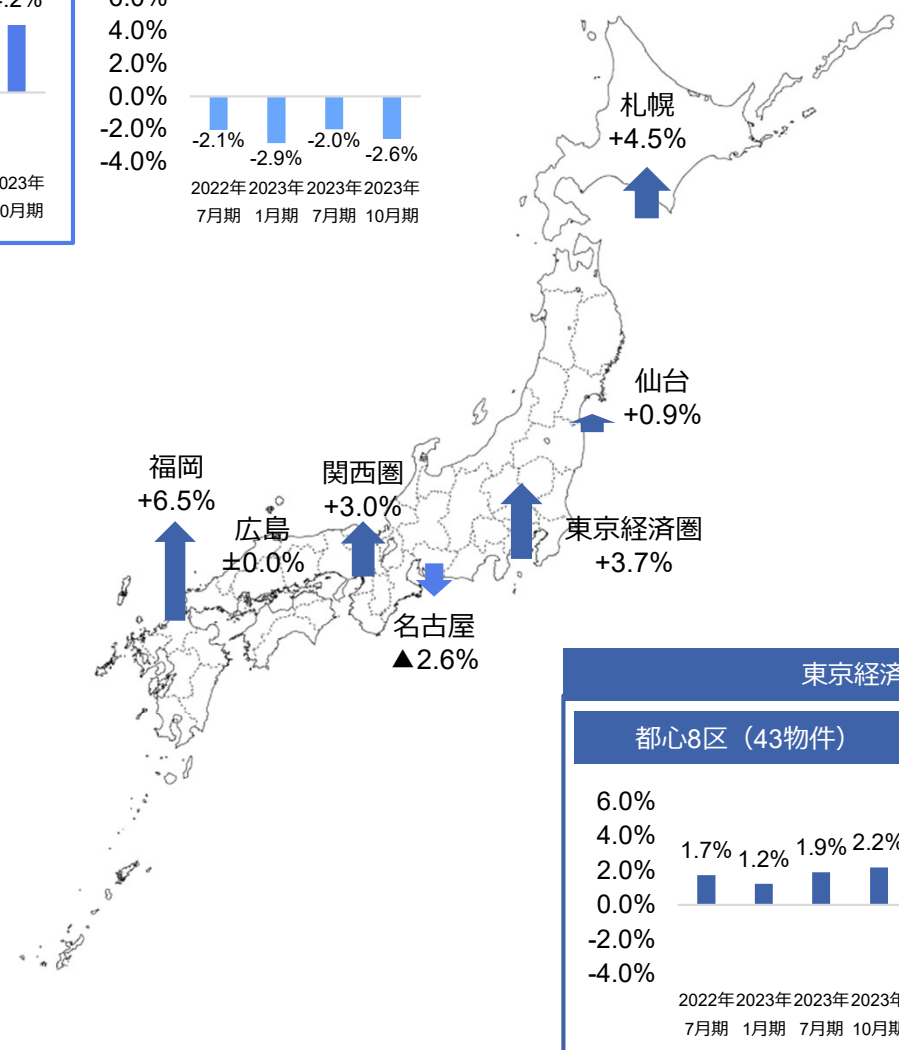 6.0%
4.0%
2.0%
0.0%
-2.0%
-4.0%
-2.1%
-2.9%
-2.0%
-2.6%
2022年 2023年 2023年 2023年
7月期 1月期 7月期 10月期
札幌
+4.5%
仙台
+0.9%
福岡
+6.5%
関西圏
+3.0%
広島
±0.0%
東京経済圏
+3.7%
名古屋
▲2.6%
東京経済
都心8区（43物件）
6.0%
4.0%
2.0%
0.0%
-2.0%
-4.0%
1.7% 1.2% 1.9% 2.2%
2022年 2023年 2023年 2023年
7月期 1月期 7月期 10月期